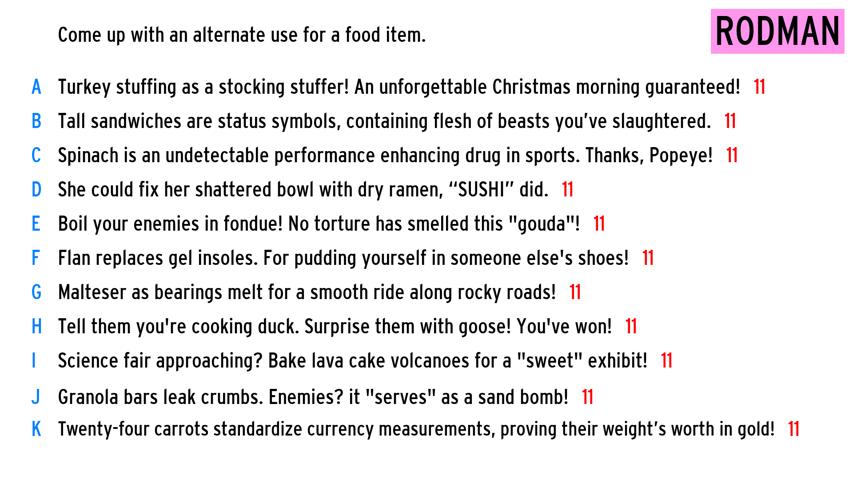 Come up with an alternate use for a food item.
RODMAN
A Turkey stuffing as a stocking stuffer! An unforgettable Christmas morning guaranteed! 11
B Tall sandwiches are status symbols, containing flesh of beasts you’ve slaughtered. 11
C Spinach is an undetectable performance enhancing drug in sports. Thanks, Popeye! 11
D She could fix her shattered bowl with dry ramen, “SUSHI” did. 11
E Boil your enemies in fondue! No torture has smelled this "gouda"! 11
F Flan replaces gel insoles. For pudding yourself in someone else's shoes! 11
G Malteser as bearings melt for a smooth ride along rocky roads! 11
H Tell them you're cooking duck. Surprise them with goose! You've won! 11
I Science fair approaching? Bake lava cake volcanoes for a "sweet" exhibit! 11
J Granola bars leak crumbs. Enemies? it "serves" as a sand bomb! 11
K Twenty-four carrots standardize currency measurements, proving their weight’s worth in gold! 11